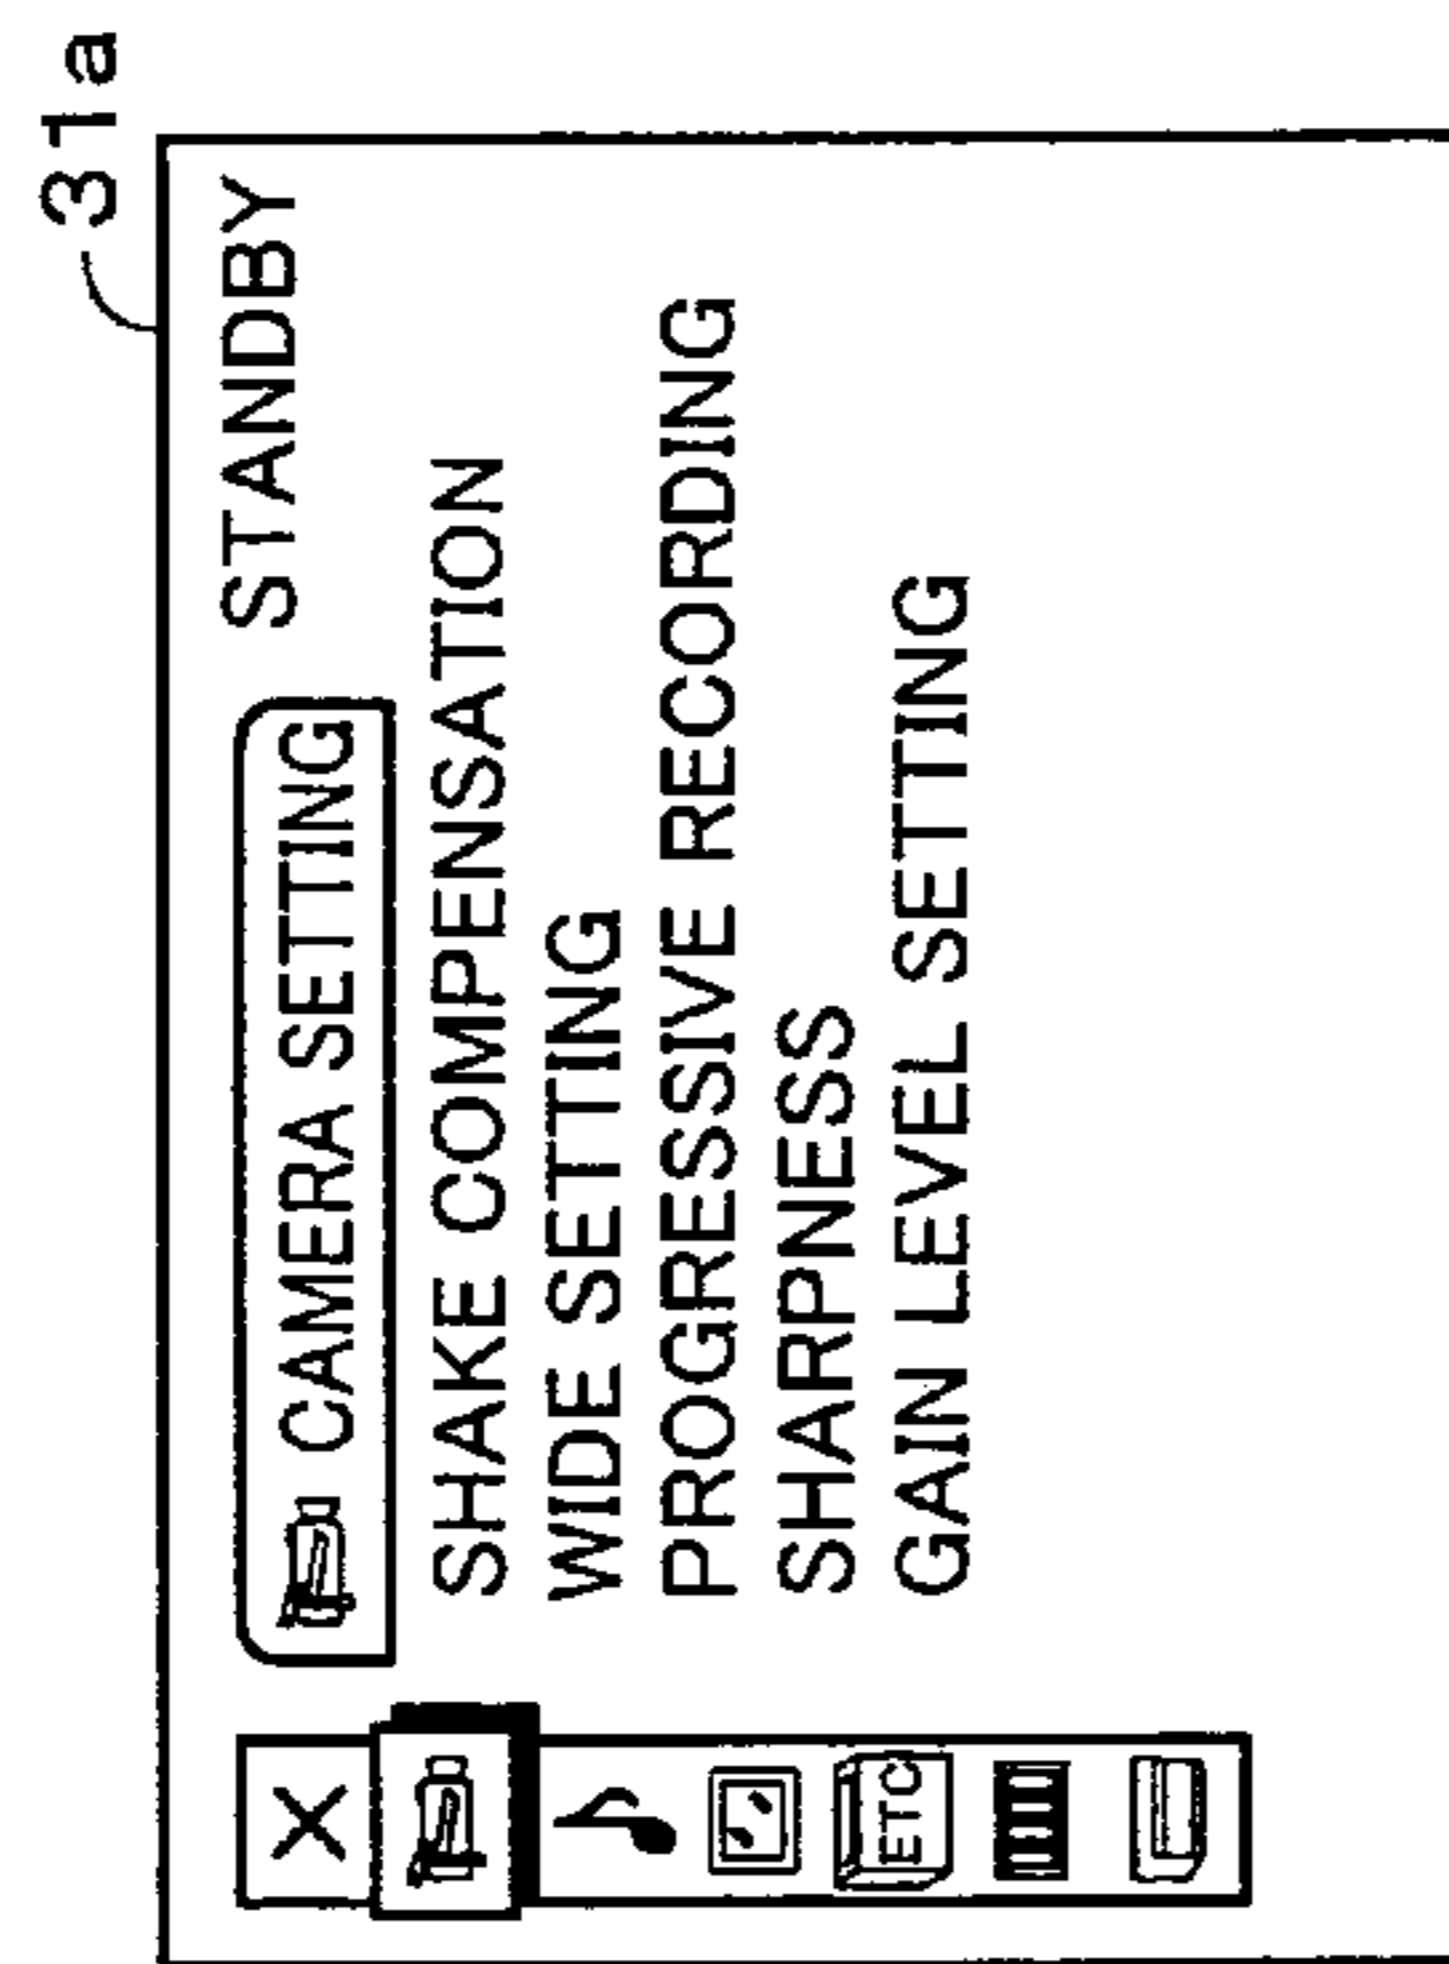 31a
CAMERA SETTING STANDBY
SHAKE COMPENSATION
WIDE SETTING
PROGRESSIVE RECORDING
SHARPNESS
GAIN LEVEL SETTING
ETC